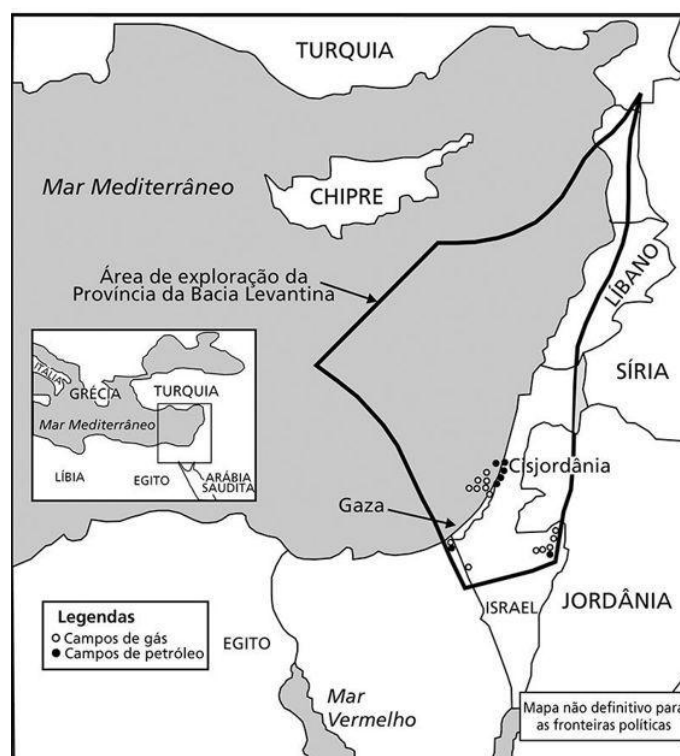 TURQUIA
Mar Mediterrâneo
CHIPRE
Área de exploração da
Província da Bacia Levantina
LÍBANO
SÍRIA
ITÁLIA
GRÉCIA
TURQUIA
Mar Mediterrâneo
LÍBIA
EGITO
ARÁBIA
SAUDITA
Cisjordânia
Gaza
ISRAEL
JORDÂNIA
Legendas
Campos de gás
Campos de petróleo
EGITO
Mar
Vermelho
Mapa não definitivo para
as fronteiras políticas